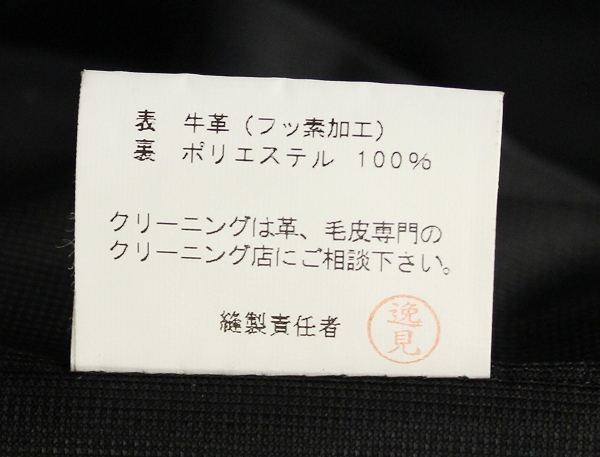 表 牛革(フッ素加工)
裏 ポリエステル 100%
クリーニングは革、毛皮専門の
クリーニング店にご相談下さい。
縫製責任者 逸見